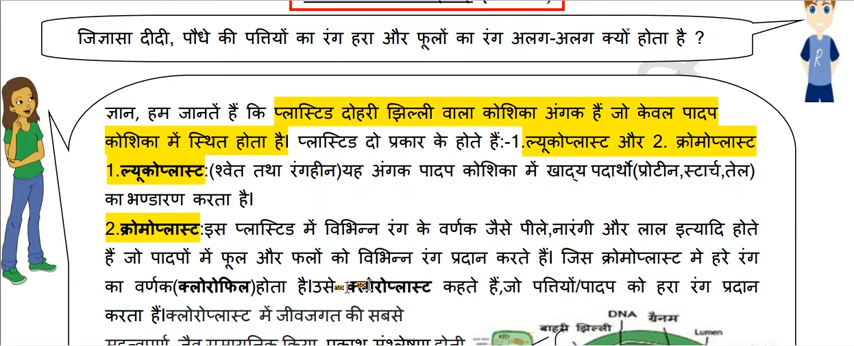 जिज्ञासा दीदी, पौधे की पत्तियों का रंग हरा और फूलों का रंग अलग-अलग क्यों होता है ?
R
ज्ञान, हम जानतें हैं कि प्लास्टिड दोहरी झिल्ली वाला कोशिका अंगक हैं जो केवल पादप
कोशिका में स्थित होता है। प्लास्टिड दो प्रकार के होते हैं:-1.ल्यूकोप्लास्ट और 2. क्रोमोप्लास्ट
1.ल्यूकोप्लास्ट:(श्वेत तथा रंगहीन)यह अंगक पादप कोशिका में खाद्य पदार्थो(प्रोटीन,स्टार्च,तेल)
का भण्डारण करता है।
2.क्रोमोप्लास्ट:इस प्लास्टिड में विभिन्न रंग के वर्णक जैसे पीले,नारंगी और लाल इत्यादि होते
हैं जो पादपों में फूल और फलों को विभिन्न रंग प्रदान करते हैं। जिस क्रोमोप्लास्ट मे हरे रंग
का वर्णक(क्लोरोफिल)होता है।उसे क्लोरोप्लास्ट कहते हैं,जो पत्तियों/पादप को हरा रंग प्रदान
करता हैं।क्लोरोप्लास्ट में जीवजगत की सबसे
DNA थैनम
बाहरी झिल्ली
Lumen